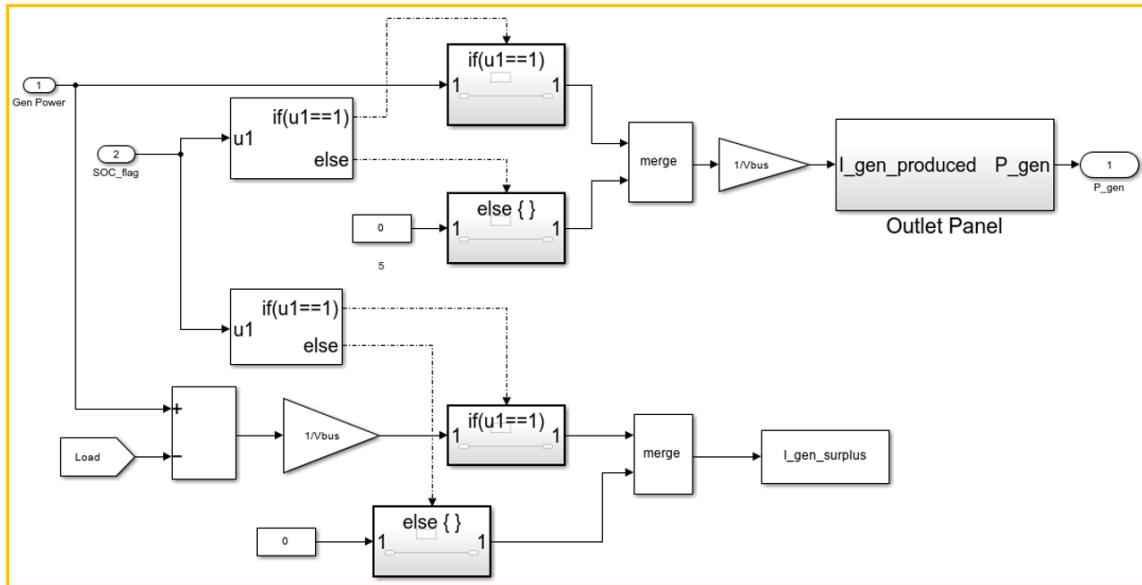 if(u1==1)
1 1
1
Gen Power
if(u1==1)
u1
else
2
SOC_flag
merge
1/Vbus
I_gen_produced P_gen
1
P_gen
Outlet Panel
else { }
0
1 1
5
if(u1==1)
u1
else
+
−
Load
1/Vbus
if(u1==1)
1 1
merge
I_gen_surplus
else { }
0
1 1